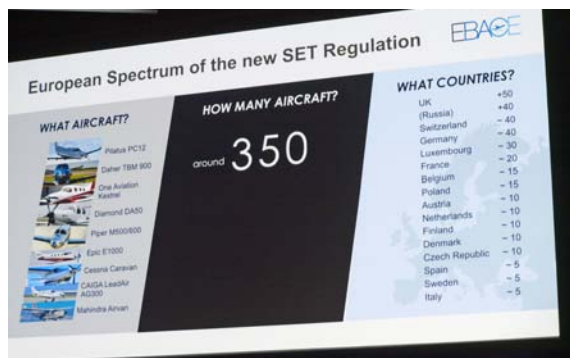 EBACE
European Spectrum of the new SET Regulation
WHAT AIRCRAFT?
Pilatus PC12
Daher TBM 900
One Aviation
Kestrel
Diamond DA50
Piper M500/600
Epic E1000
Cessna Caravan
CAIGA LeadAir
AG300
Mahindra Airvan
HOW MANY AIRCRAFT?
around 350
WHAT COUNTRIES?
UK +50
(Russia) +40
Switzerland ~ 40
Germany ~ 40
Luxembourg ~ 30
France ~ 20
Belgium ~ 15
Poland ~ 15
Austria ~ 10
Netherlands ~ 10
Finland ~ 10
Denmark ~ 10
Czech Republic ~ 10
Spain ~ 5
Sweden ~ 5
Italy ~ 5